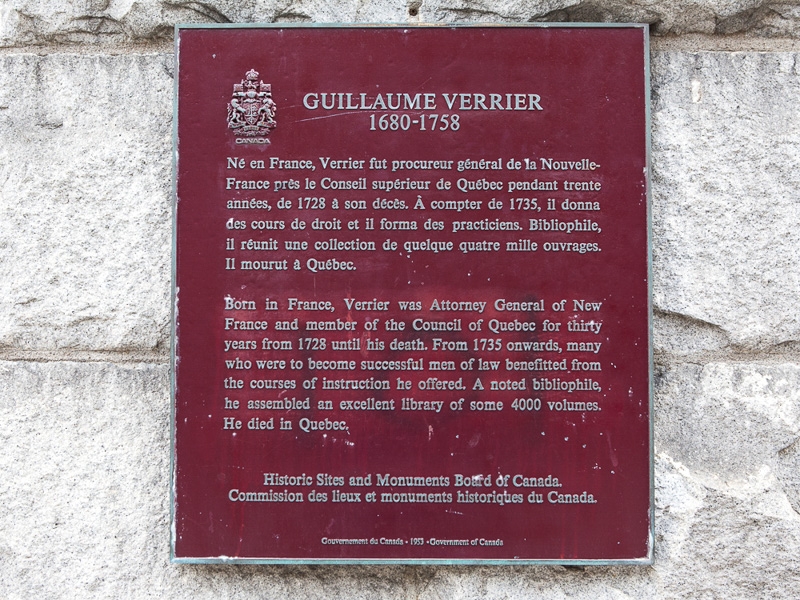 CANADA
GUILLAUME VERRIER
1680-1758
Né en France, Verrier fut procureur général de la Nouvelle-
France près le Conseil supérieur de Québec pendant trente
années, de 1728 à son décès. À compter de 1735, il donna
des cours de droit et il forma des practiciens. Bibliophile,
il réunit une collection de quelque quatre mille ouvrages.
Il mourut à Québec.
Born in France, Verrier was Attorney General of New
France and member of the Council of Quebec for thirty
years from 1728 until his death. From 1735 onwards, many
who were to become successful men of law benefitted from
the courses of instruction he offered. A noted bibliophile,
he assembled an excellent library of some 4000 volumes.
He died in Quebec.
Historic Sites and Monuments Board of Canada.
Commission des lieux et monuments historiques du Canada.
Gouvernement du Canada • 1953 • Government of Canada